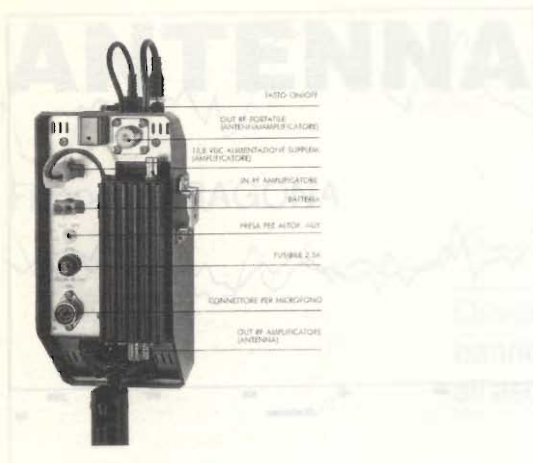 ANTENNA
TASTO ON/OFF
OUT RF PORTATILE
(ANTENNA/AMPLIFICATORE)
13,8 VDC ALIMENTAZIONE SUPPLEM.
(AMPLIFICATORE)
IN RF AMPLIFICATORE
BATTERIA
PRESA PER ALTOP. AUX
FUSIBILE 2,5A
CONNETTORE PER MICROFONO
OUT RF AMPLIFICATORE
(ANTENNA)